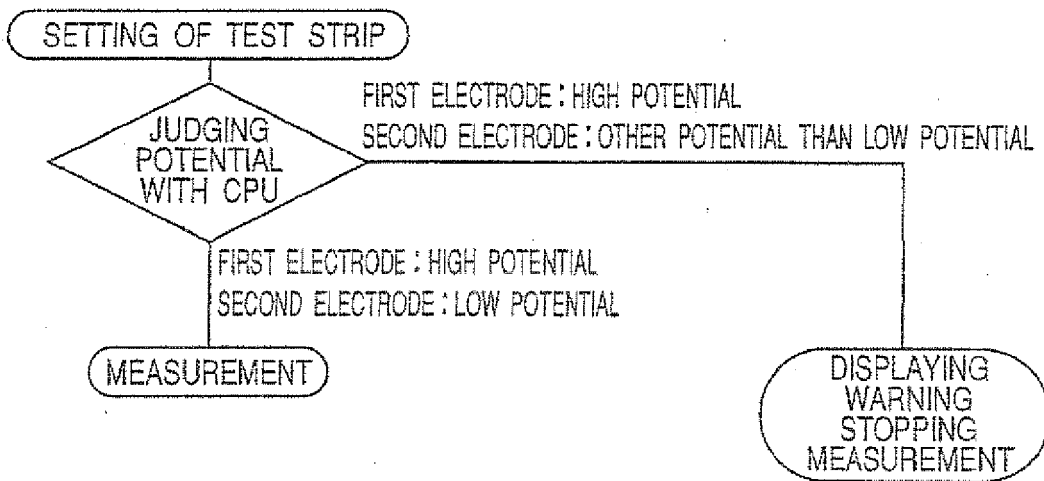 SETTING OF TEST STRIP
JUDGING
POTENTIAL
WITH CPU
FIRST ELECTRODE : HIGH POTENTIAL
SECOND ELECTRODE : OTHER POTENTIAL THAN LOW POTENTIAL
FIRST ELECTRODE : HIGH POTENTIAL
SECOND ELECTRODE : LOW POTENTIAL
MEASUREMENT
DISPLAYING
WARNING
STOPPING
MEASUREMENT